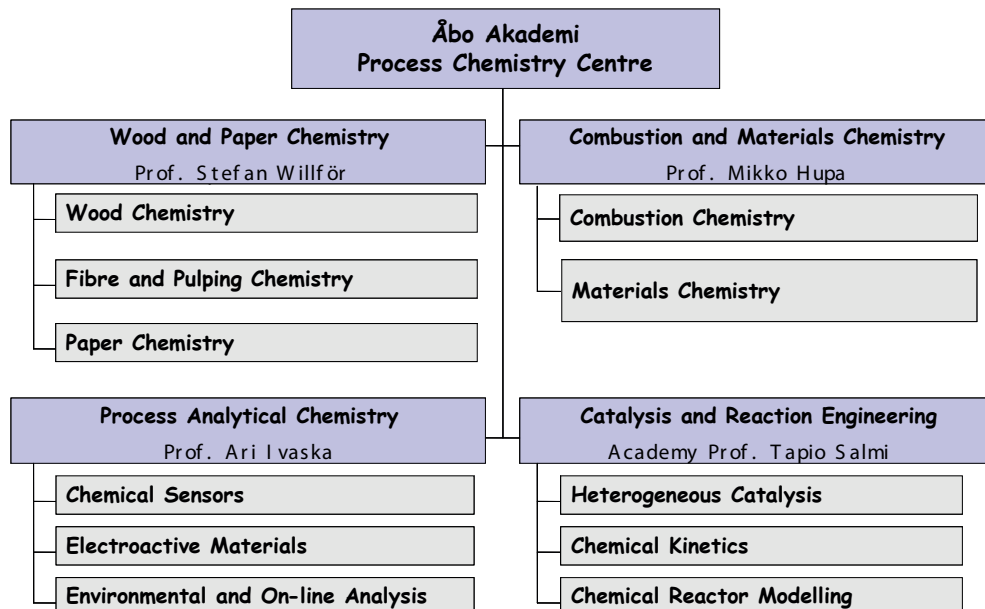 Åbo Akademi
Process Chemistry Centre
Wood and Paper Chemistry
Prof. Stefan Willför
Wood Chemistry
Fibre and Pulping Chemistry
Paper Chemistry
Combustion and Materials Chemistry
Prof. Mikko Hupa
Combustion Chemistry
Materials Chemistry
Process Analytical Chemistry
Prof. Ari Ivaska
Chemical Sensors
Electroactive Materials
Environmental and On-line Analysis
Catalysis and Reaction Engineering
Academy Prof. Tapio Salmi
Heterogeneous Catalysis
Chemical Kinetics
Chemical Reactor Modelling